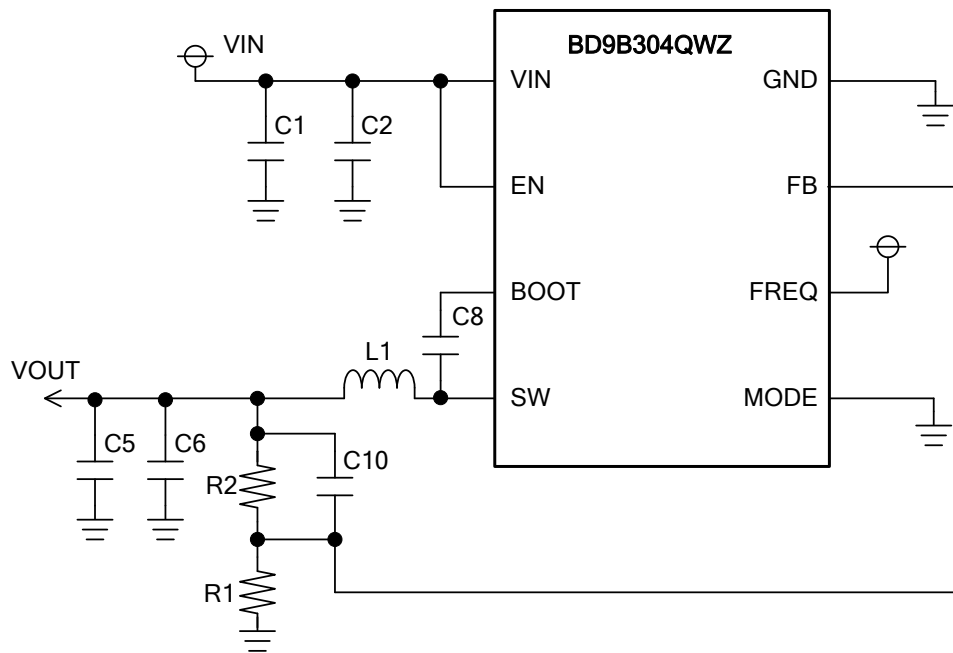 BD9B304QWZ
VIN
VIN
GND
C1
C2
EN
FB
BOOT
FREQ
C8
L1
VOUT
SW
MODE
C5
C6
C10
R2
R1